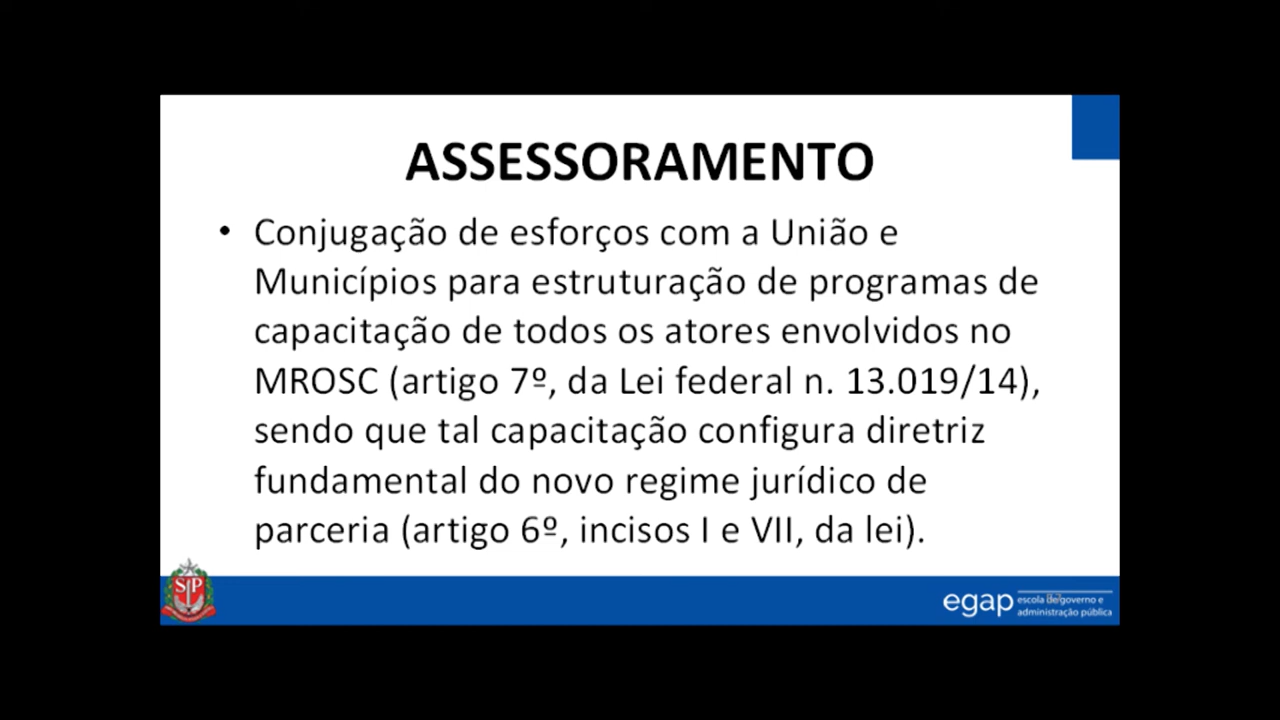 ASSESSORAMENTO
• Conjugação de esforços com a União e
Municípios para estruturação de programas de
capacitação de todos os atores envolvidos no
MROSC (artigo 7º, da Lei federal n. 13.019/14),
sendo que tal capacitação configura diretriz
fundamental do novo regime jurídico de
parceria (artigo 6º, incisos I e VII, da lei).
SP
egap escola de governo e
administração pública